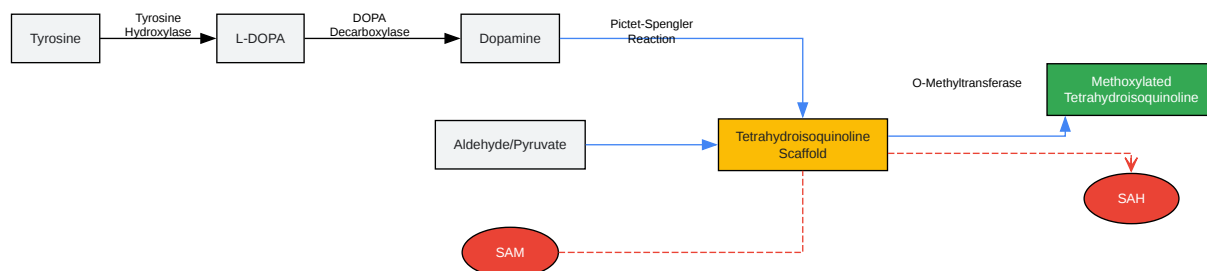 Tyrosine
Tyrosine
Hydroxylase
L-DOPA
DOPA
Decarboxylase
Dopamine
Pictet-Spengler
Reaction
Aldehyde/Pyruvate
Tetrahydroisoquinoline
Scaffold
O-Methyltransferase
Methoxylated
Tetrahydroisoquinoline
SAM
SAH